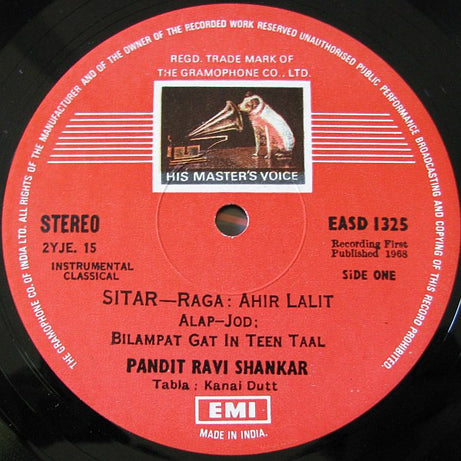 THE GRAMOPHONE CO. OF INDIA LTD. ALL RIGHTS OF THE MANUFACTURER AND OF THE OWNER OF THE RECORDED WORK RESERVED UNAUTHORISED PUBLIC PERFORMANCE BROADCASTING AND COPYING OF THIS RECORD PROHIBITED.
REGD. TRADE MARK OF
THE GRAMOPHONE CO., LTD.
HIS MASTER'S VOICE
STEREO
2YJE. 15
INSTRUMENTAL
CLASSICAL
EASD 1325
Recording First
Published 1968
SIDE ONE
SITAR—RAGA: AHIR LALIT
ALAP–JOD;
BILAMPAT GAT IN TEEN TAAL
PANDIT RAVI SHANKAR
Tabla: Kanai Dutt
EMI
MADE IN INDIA.